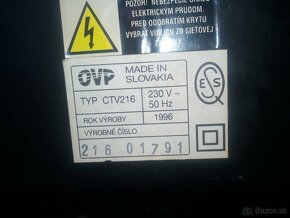 POZOR! NEBEZPEČIE ÚRAZU
ELEKTRICKÝM PRÚDOM.
PRED ODOBRATÍM KRYTU
VYBRAŤ VIDLICU ZO SIEŤOVEJ
OVP
MADE IN
SLOVAKIA
TYP CTV216
230 V~
50 Hz
ROK VÝROBY
1996
VÝROBNÉ ČÍSLO
216 01791
Bazos.sk